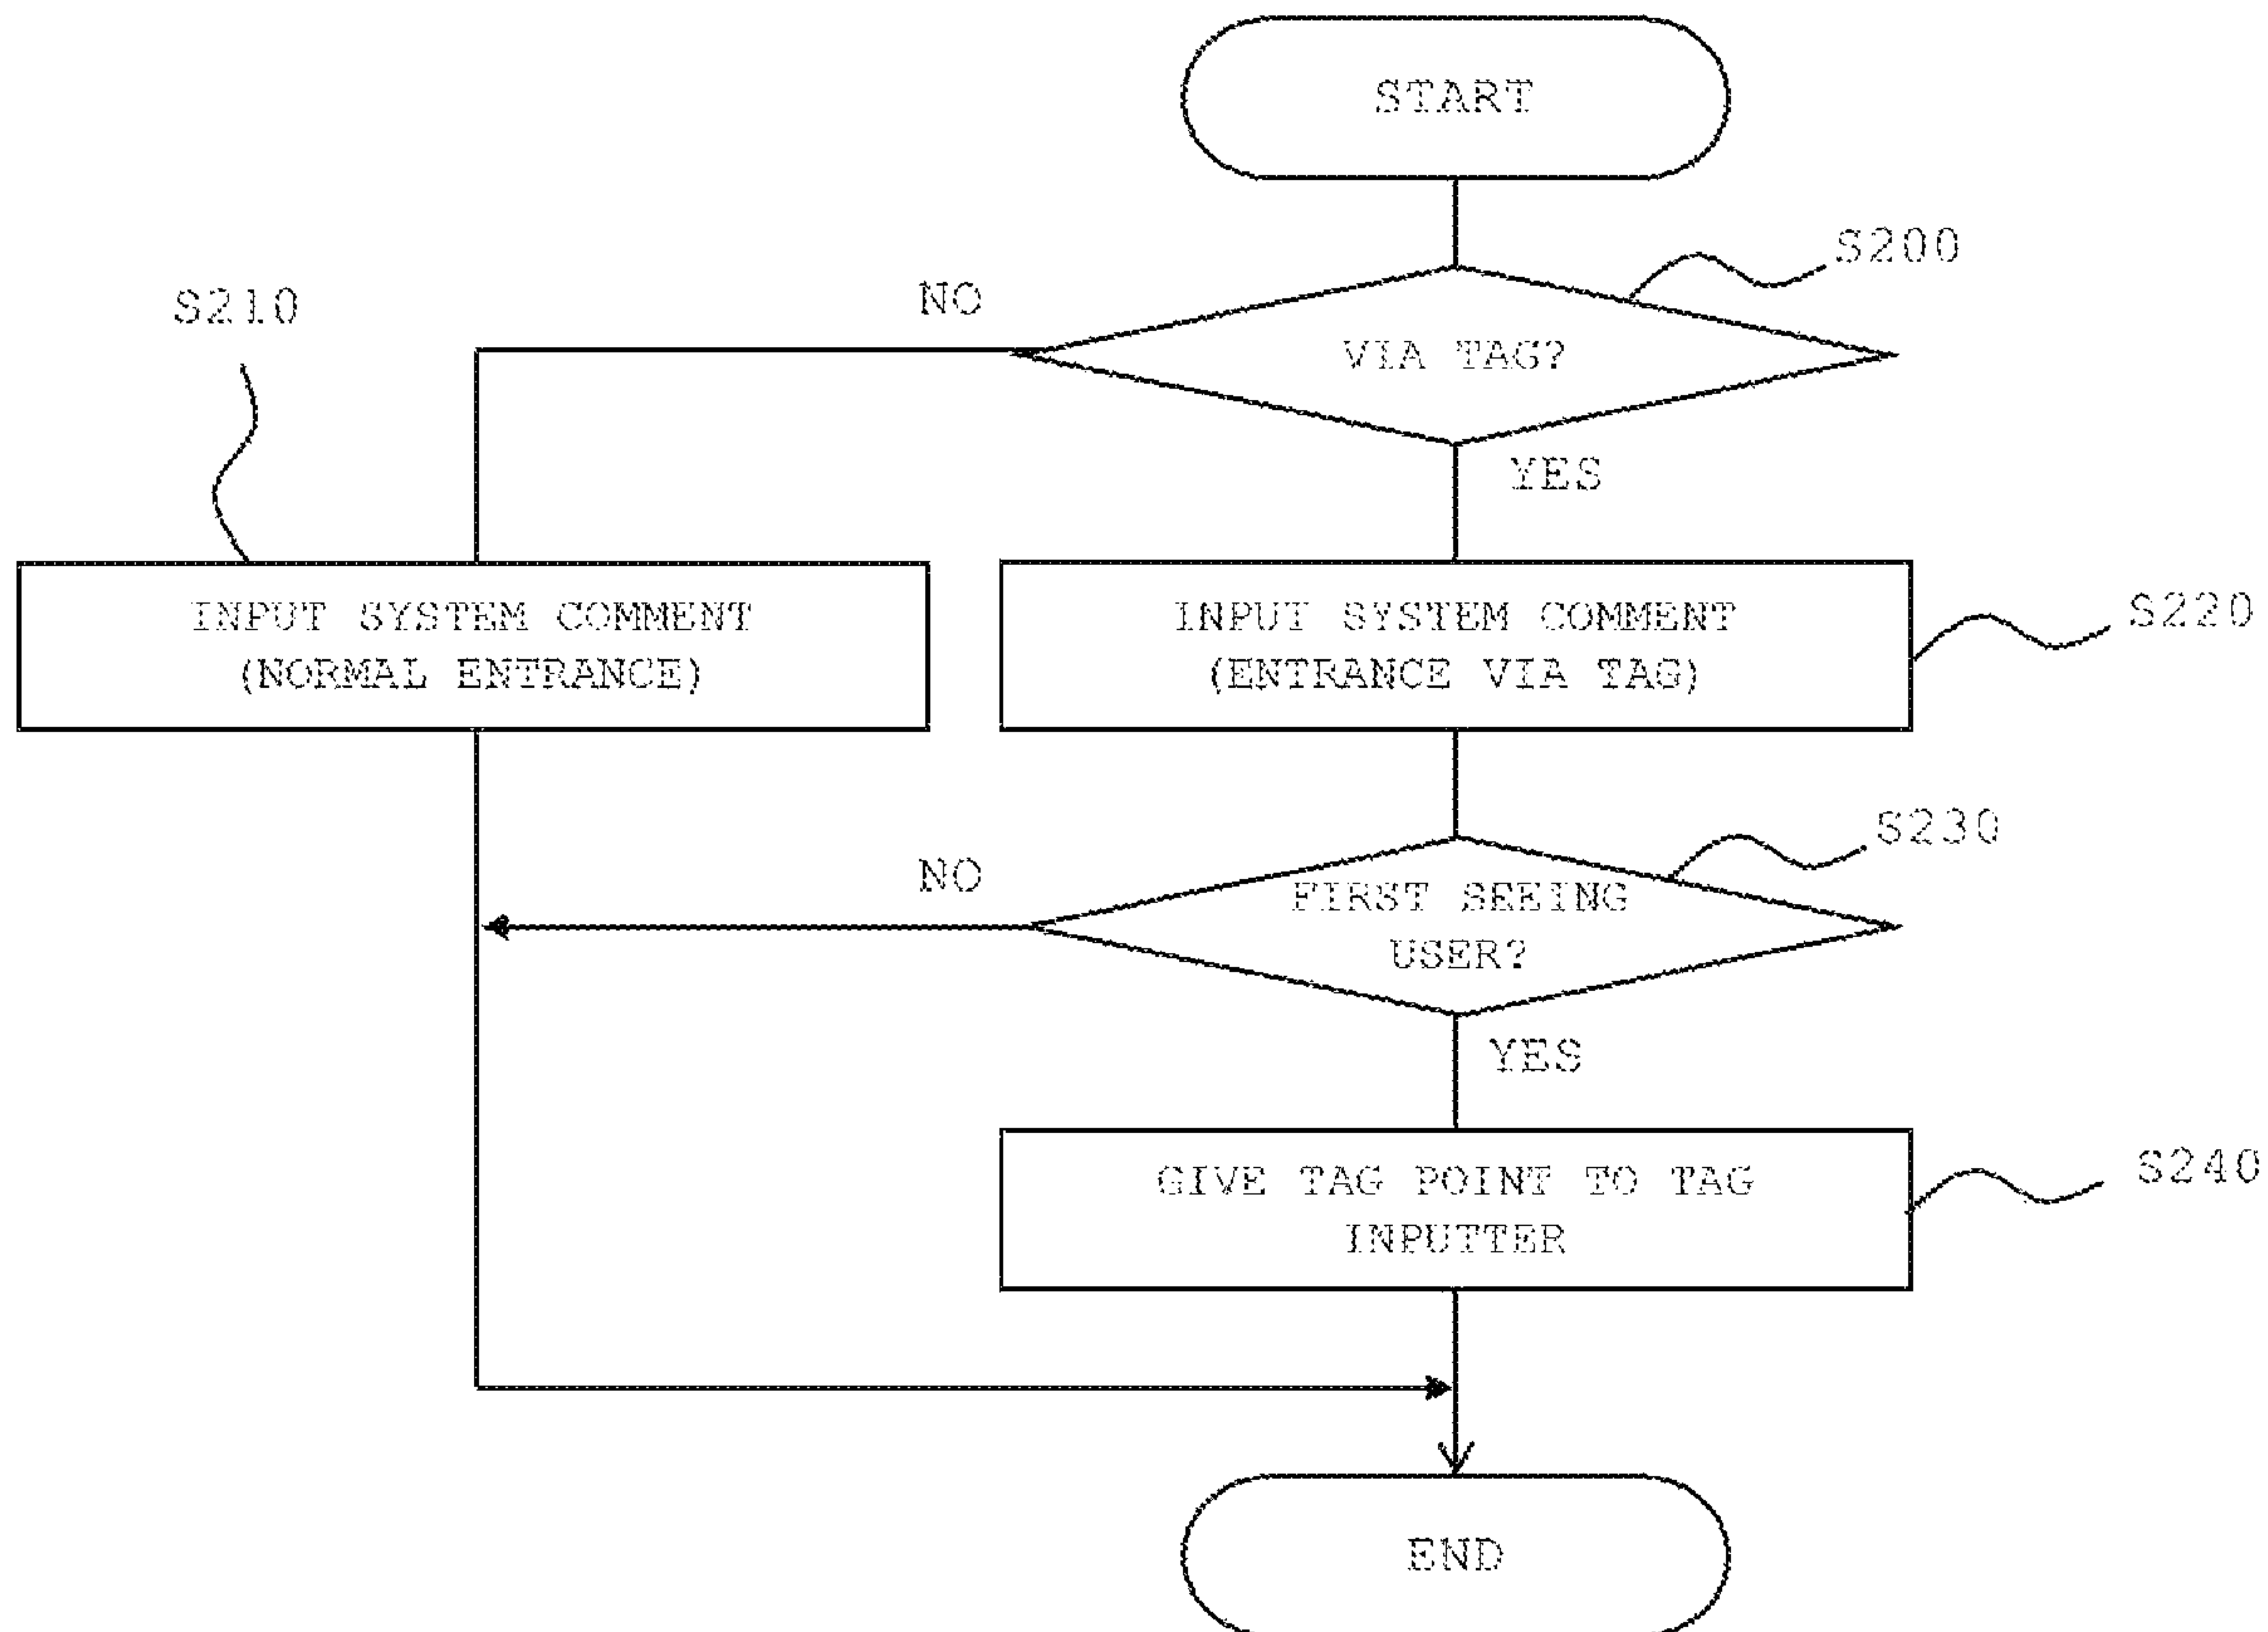 START
S200
NO
S210
VIA TAG?
YES
INPUT SYSTEM COMMENT
(NORMAL ENTRANCE)
INPUT SYSTEM COMMENT
(ENTRANCE VIA TAG)
S220
S230
NO
FIRST SEEING
USER?
YES
GIVE TAG POINT TO TAG
INPUTTER
S240
END